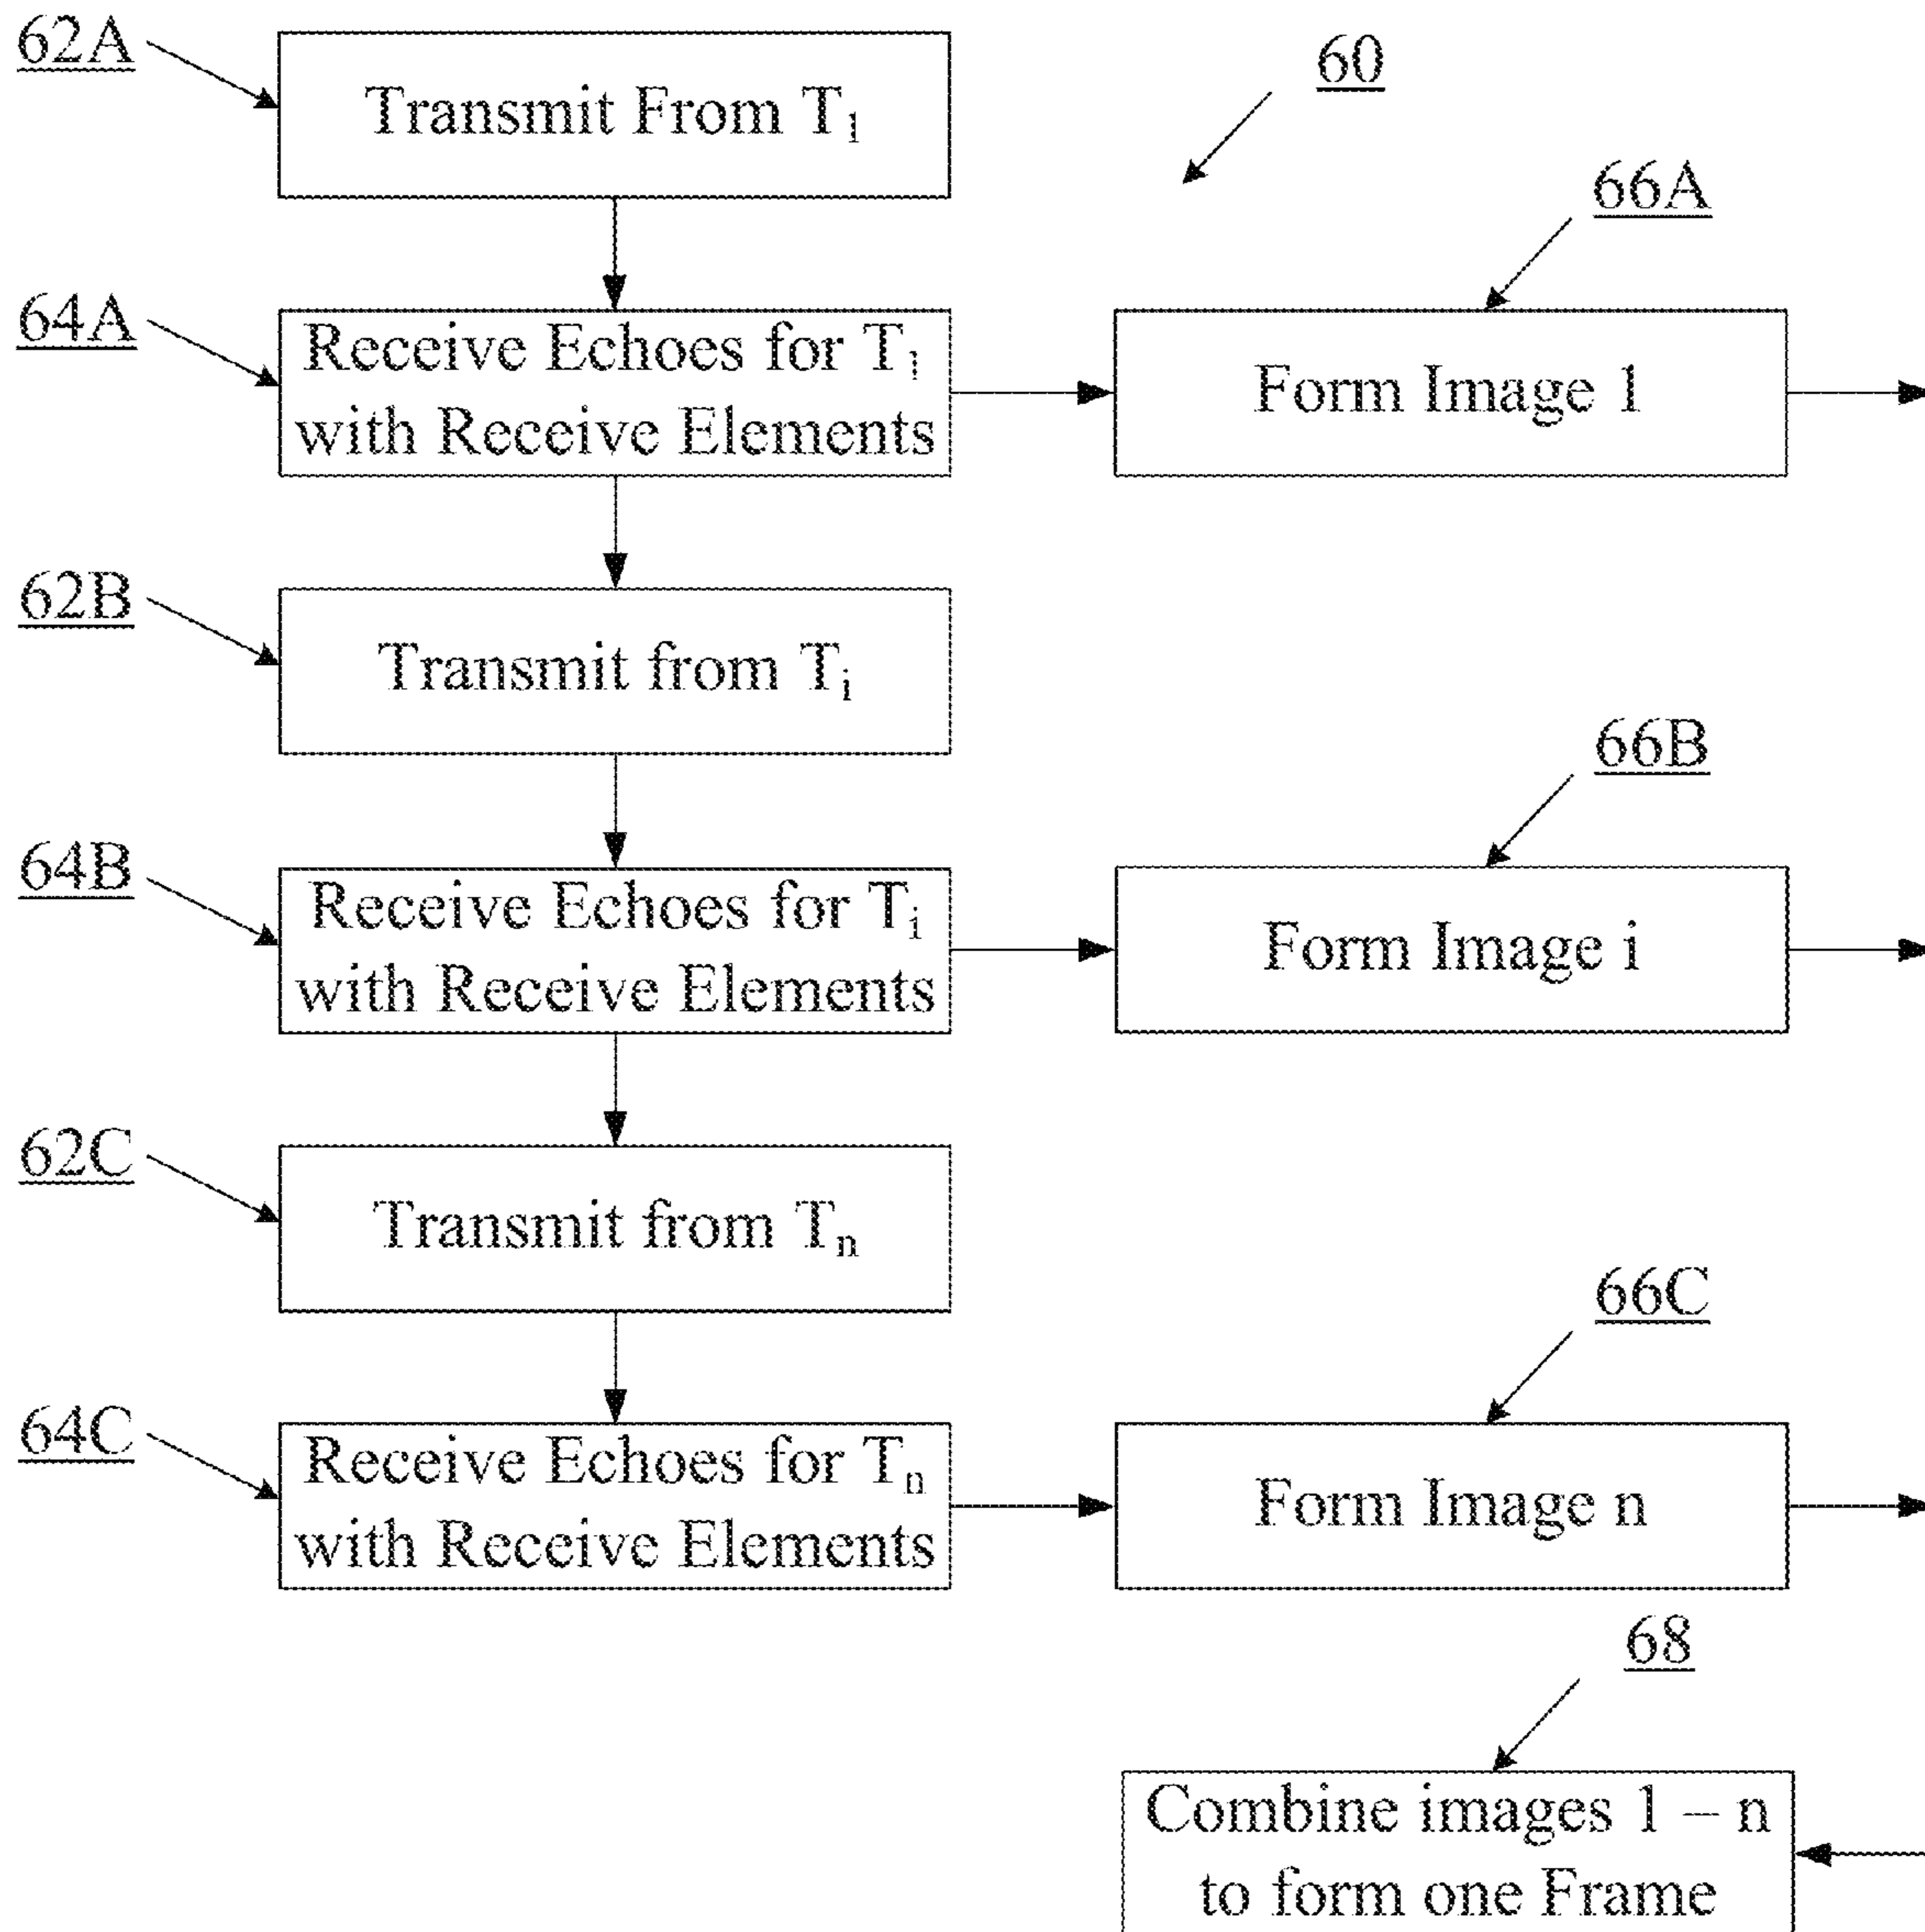 62A
Transmit From T₁
60
66A
64A
Receive Echoes for T₁
with Receive Elements
Form Image 1
62B
Transmit from Tᵢ
66B
64B
Receive Echoes for Tᵢ
with Receive Elements
Form Image i
62C
Transmit from Tₙ
66C
64C
Receive Echoes for Tₙ
with Receive Elements
Form Image n
68
Combine images 1 – n
to form one Frame